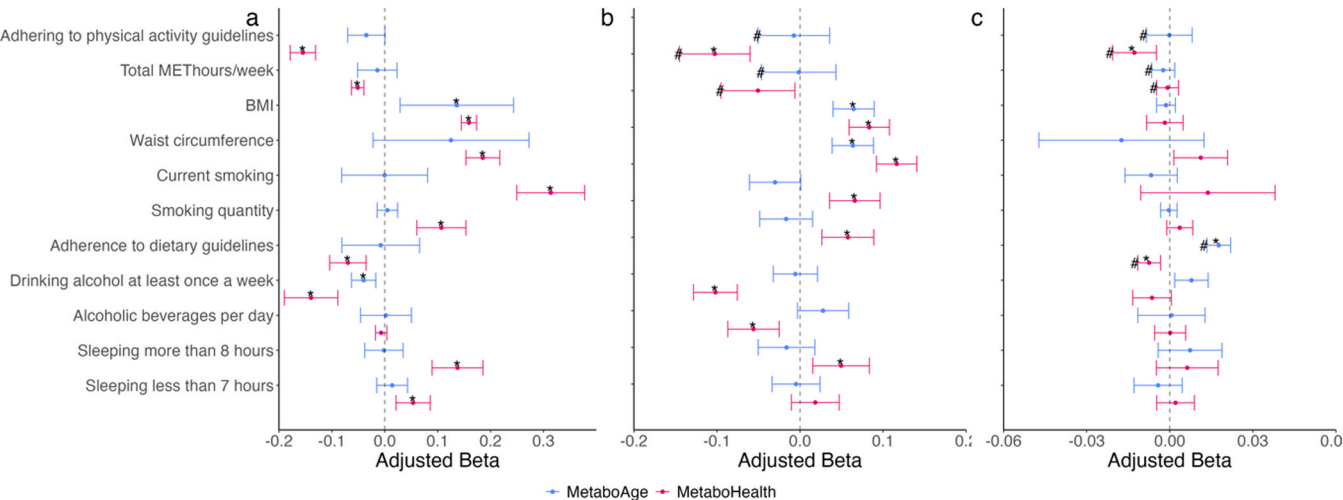 a
b
c
Adhering to physical activity guidelines
Total METhours/week
BMI
Waist circumference
Current smoking
Smoking quantity
Adherence to dietary guidelines
Drinking alcohol at least once a week
Alcoholic beverages per day
Sleeping more than 8 hours
Sleeping less than 7 hours
-0.2 -0.1 0.0 0.1 0.2 0.3
-0.2 -0.1 0.0 0.1
-0.06 -0.03 0.00 0.03
Adjusted Beta
Adjusted Beta
Adjusted Beta
MetaboAge MetaboHealth